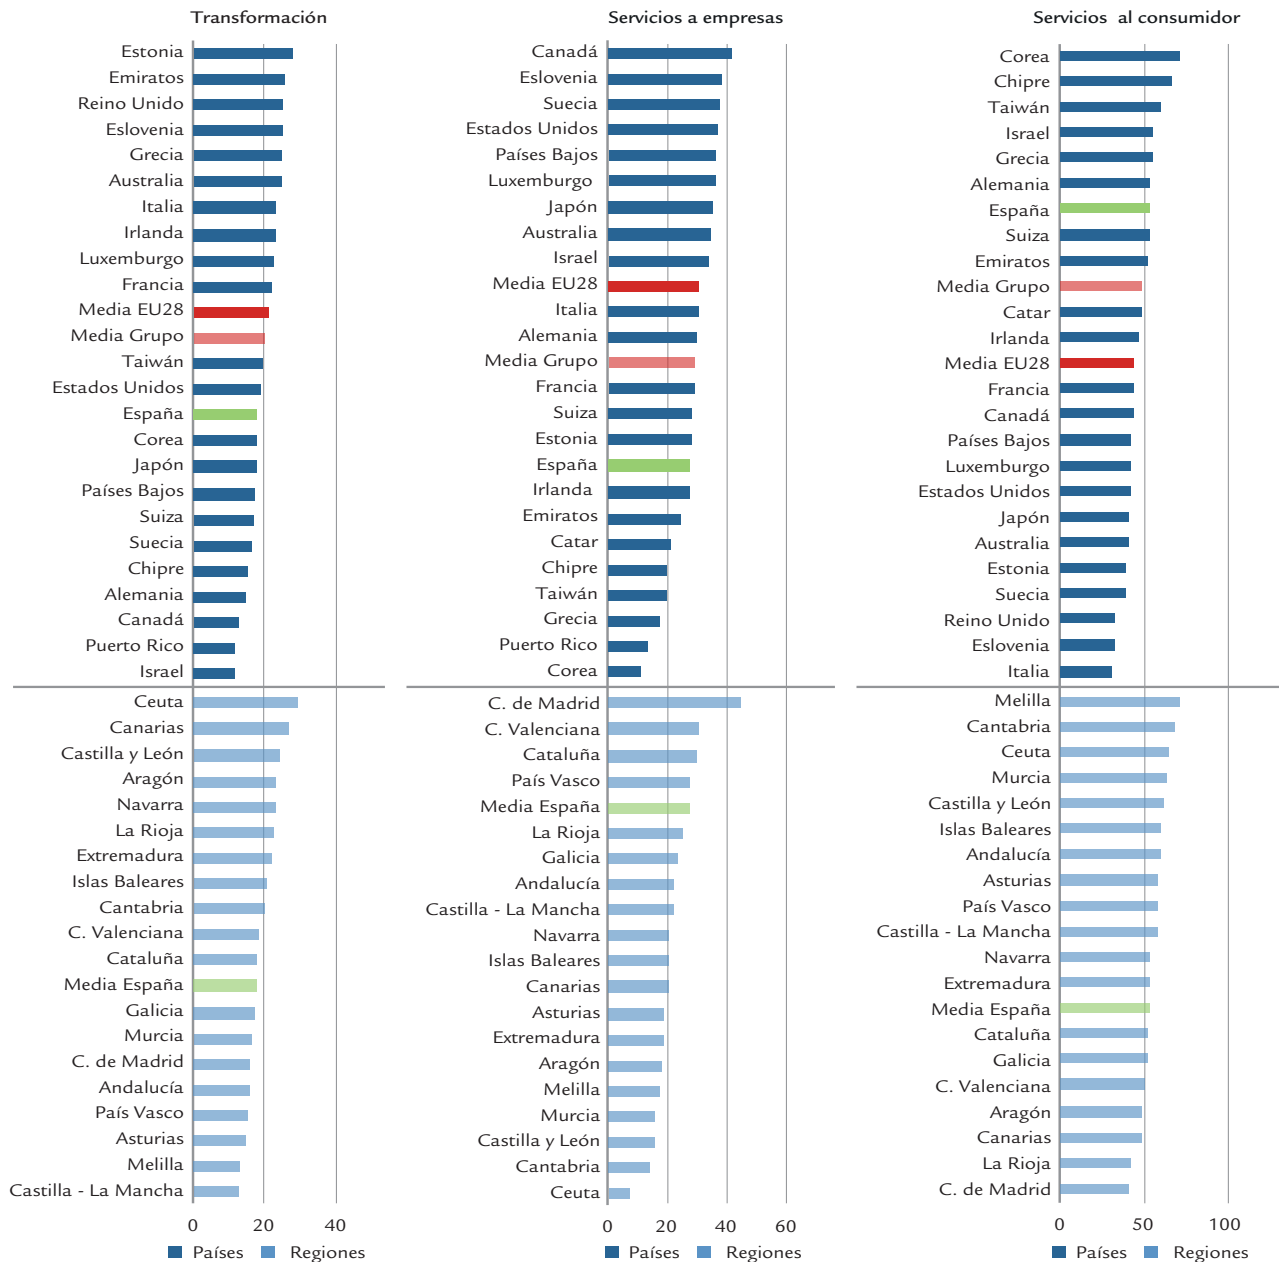 Transformación
Estonia
Emiratos
Reino Unido
Eslovenia
Grecia
Australia
Italia
Irlanda
Luxemburgo
Francia
Media EU28
Media Grupo
Taiwán
Estados Unidos
España
Corea
Japón
Países Bajos
Suiza
Suecia
Chipre
Alemania
Canadá
Puerto Rico
Israel
Ceuta
Canarias
Castilla y León
Aragón
Navarra
La Rioja
Extremadura
Islas Baleares
Cantabria
C. Valenciana
Cataluña
Media España
Galicia
Murcia
C. de Madrid
Andalucía
País Vasco
Asturias
Melilla
Castilla - La Mancha
0 20 40
Países Regiones
Servicios a empresas
Canadá
Eslovenia
Suecia
Estados Unidos
Países Bajos
Luxemburgo
Japón
Australia
Israel
Media EU28
Italia
Alemania
Media Grupo
Francia
Suiza
Estonia
España
Irlanda
Emiratos
Catar
Chipre
Taiwán
Grecia
Puerto Rico
Corea
C. de Madrid
C. Valenciana
Cataluña
País Vasco
Media España
La Rioja
Galicia
Andalucía
Castilla - La Mancha
Navarra
Islas Baleares
Canarias
Asturias
Extremadura
Aragón
Melilla
Murcia
Castilla y León
Cantabria
Ceuta
0 20 40 60
Países Regiones
Servicios al consumidor
Corea
Chipre
Taiwán
Israel
Grecia
Alemania
España
Suiza
Emiratos
Media Grupo
Catar
Irlanda
Media EU28
Francia
Canadá
Países Bajos
Luxemburgo
Estados Unidos
Japón
Australia
Estonia
Suecia
Reino Unido
Eslovenia
Italia
Melilla
Cantabria
Ceuta
Murcia
Castilla y León
Islas Baleares
Andalucía
Asturias
País Vasco
Castilla - La Mancha
Navarra
Extremadura
Media España
Cataluña
Galicia
C. Valenciana
Aragón
Canarias
La Rioja
C. de Madrid
0 50 100
Países Regiones